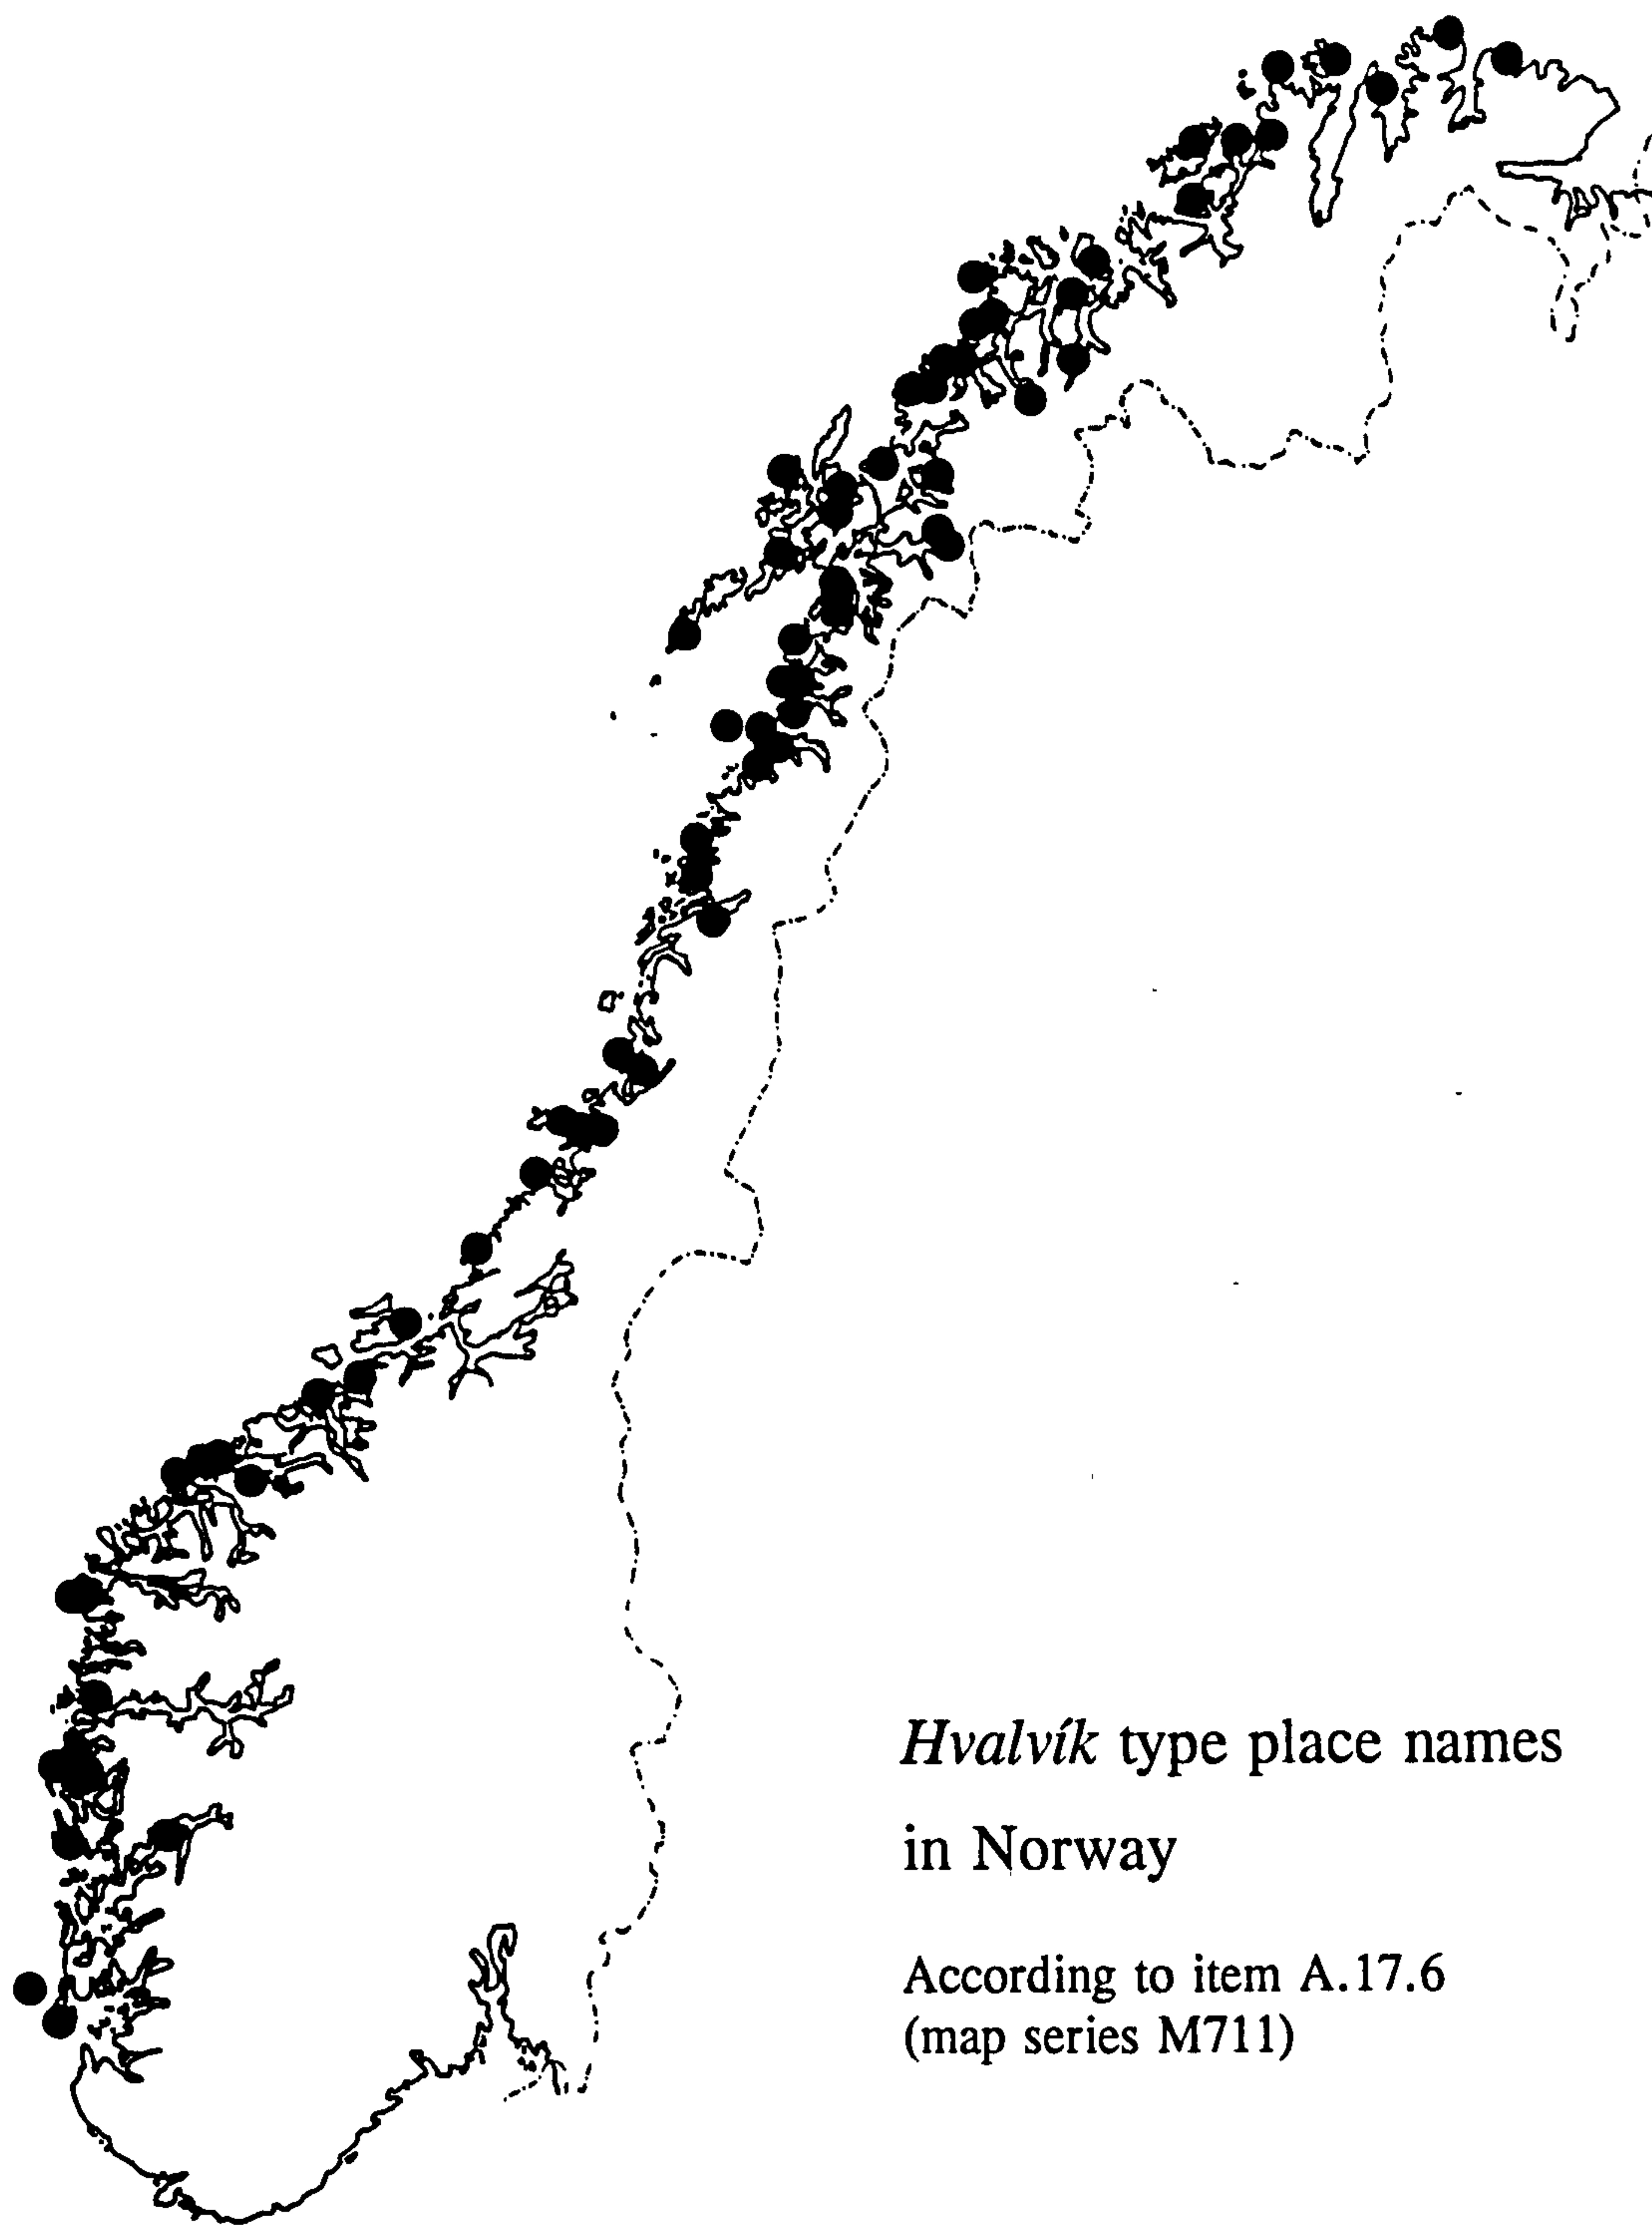 Hvalvík type place names
in Norway
According to item A.17.6
(map series M711)